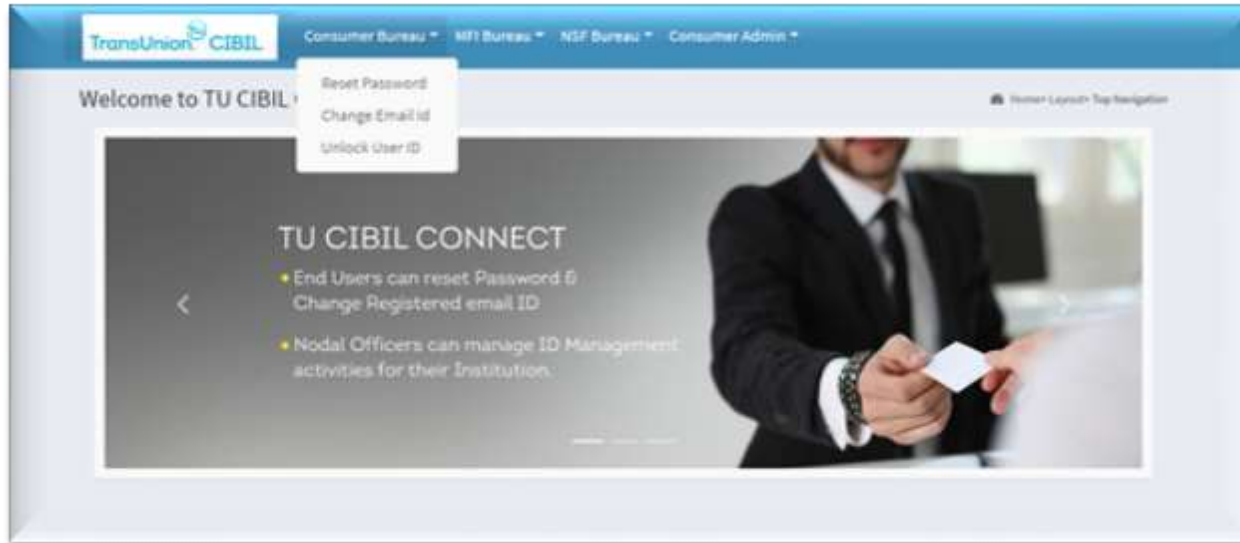 TransUnion CIBIL
Consumer Bureau MFI Bureau NSF Bureau Consumer Admin
Reset Password
Change Email Id
Unlock User ID
Welcome to TU CIBIL
Home> Layout> Top Navigation
TU CIBIL CONNECT
End Users can reset Password &
Change Registered email ID
Nodal Officers can manage ID Management
activities for their Institution.